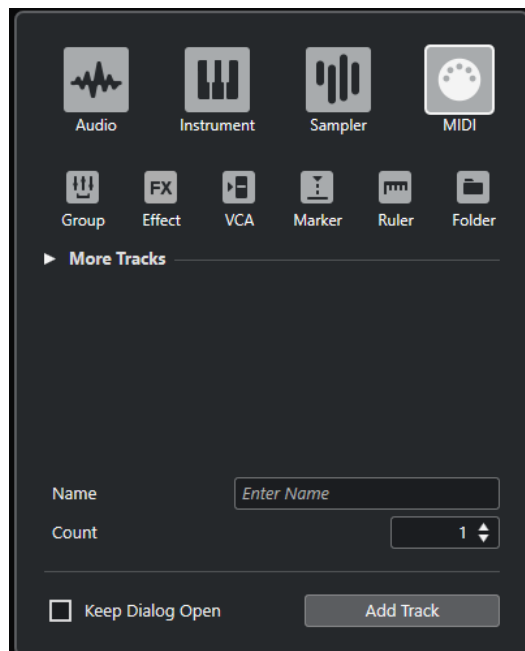 Audio Instrument Sampler MIDI
FX
Group Effect VCA Marker Ruler Folder
More Tracks
Name Enter Name
Count 1
Keep Dialog Open Add Track